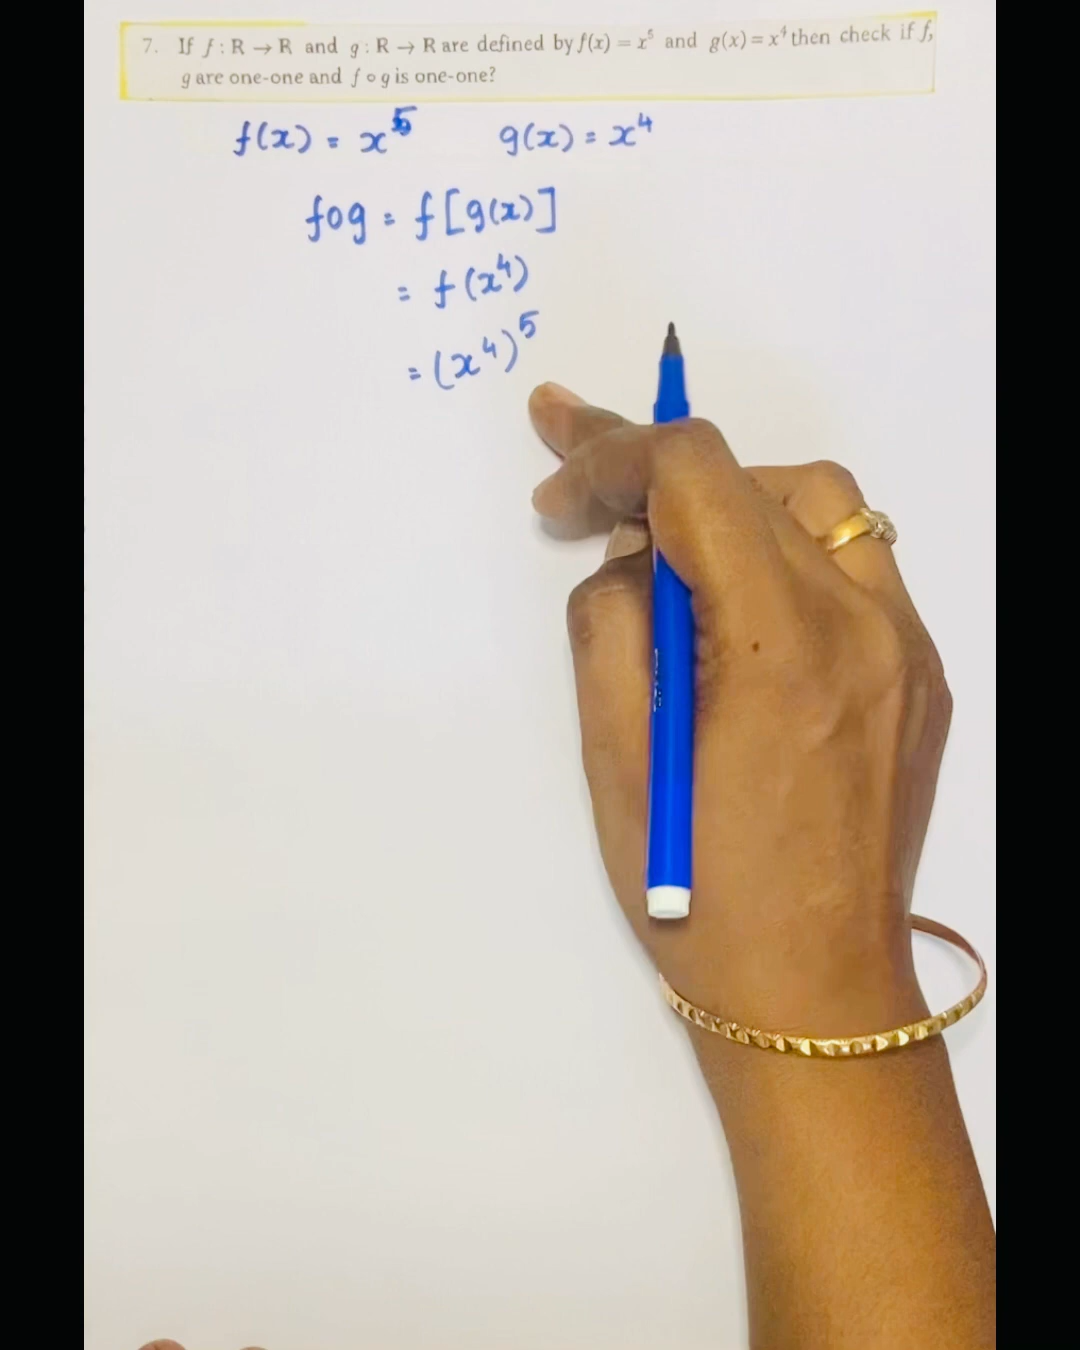 7. If f : R → R and g : R → R are defined by f(x) = x⁵ and g(x) = x⁴ then check if f,
g are one-one and f ∘ g is one-one?
f(x) = x⁵ g(x) = x⁴
fog = f[g(x)]
= f(x⁴)
= (x⁴)⁵